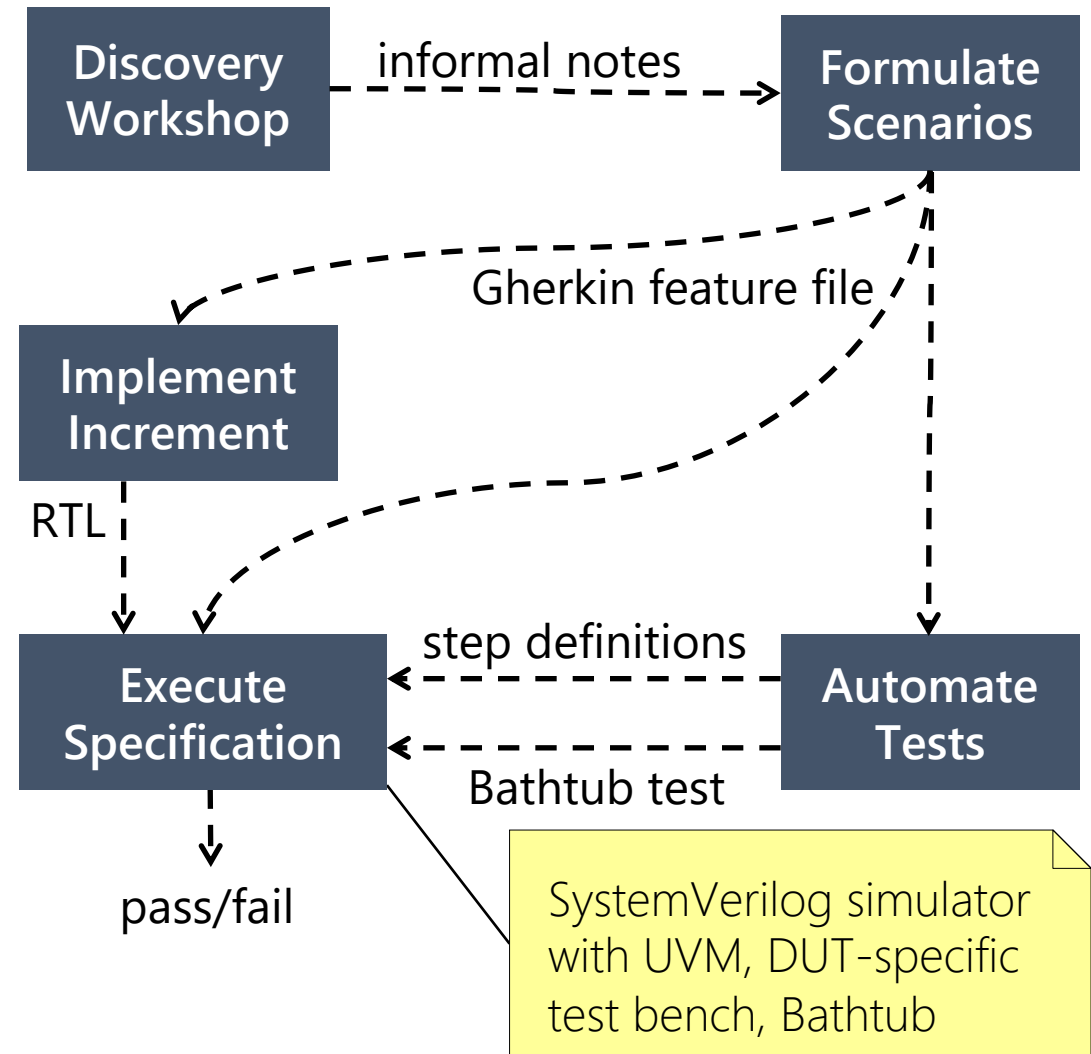 Discovery
Workshop
informal notes
Formulate
Scenarios
Gherkin feature file
Implement
Increment
RTL
Execute
Specification
step definitions
Bathtub test
Automate
Tests
pass/fail
SystemVerilog simulator
with UVM, DUT-specific
test bench, Bathtub